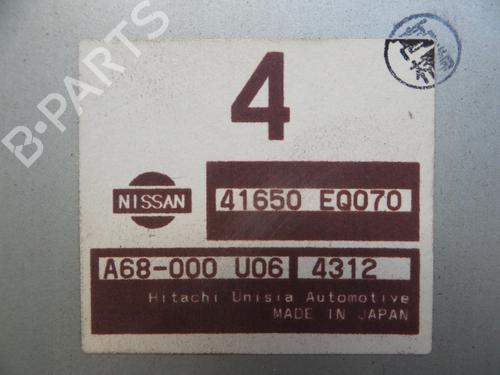 B-PARTS
4
NISSAN
41650 EQ070
A68-000 U06 4312
Hitachi Unisia Automotive
MADE IN JAPAN